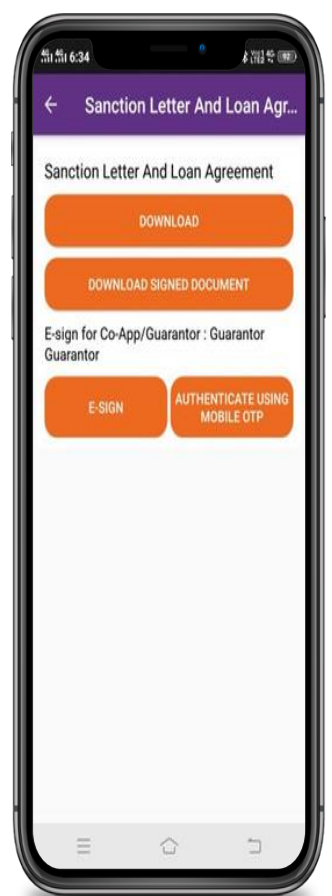 6:34
92
Sanction Letter And Loan Agr...
Sanction Letter And Loan Agreement
DOWNLOAD
DOWNLOAD SIGNED DOCUMENT
E-sign for Co-App/Guarantor : Guarantor
Guarantor
E-SIGN
AUTHENTICATE USING
MOBILE OTP